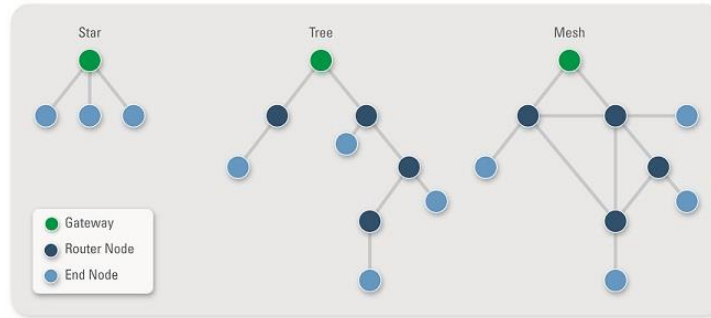 Star
Tree
Mesh
Gateway
Router Node
End Node